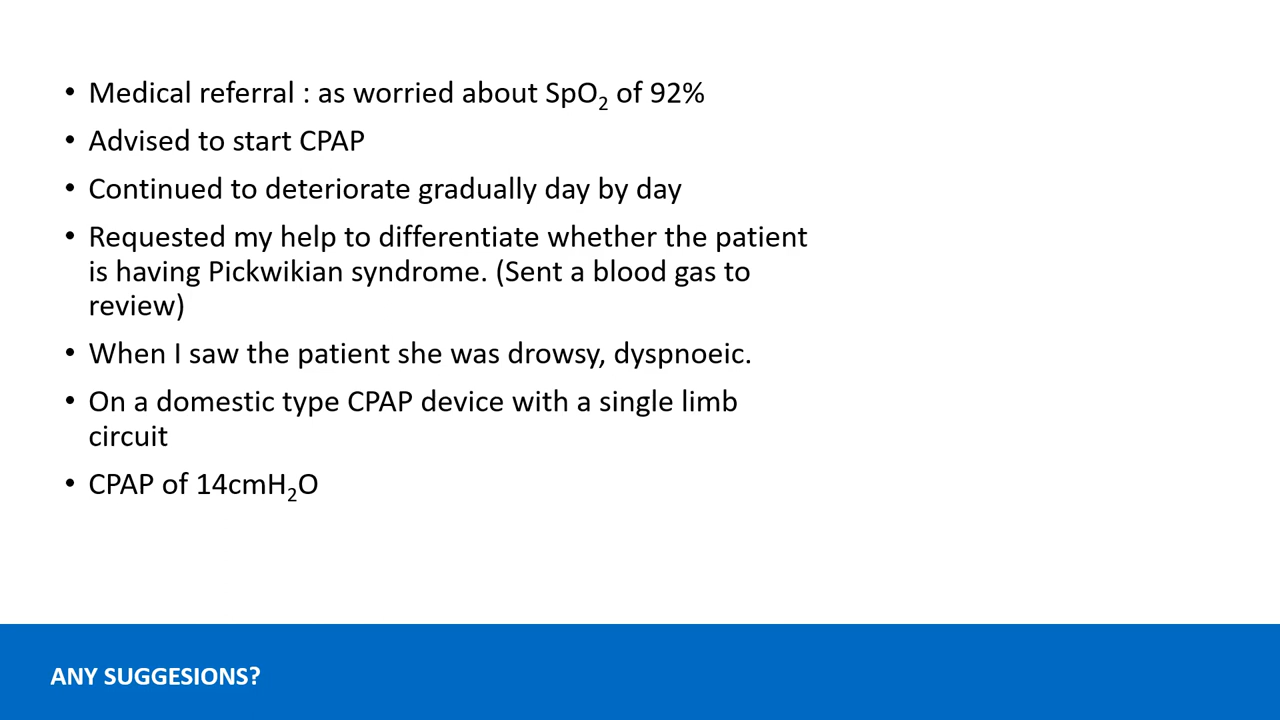 • Medical referral : as worried about SpO₂ of 92%
• Advised to start CPAP
• Continued to deteriorate gradually day by day
• Requested my help to differentiate whether the patient
is having Pickwikian syndrome. (Sent a blood gas to
review)
• When I saw the patient she was drowsy, dyspnoeic.
• On a domestic type CPAP device with a single limb
circuit
• CPAP of 14cmH₂O
ANY SUGGESIONS?